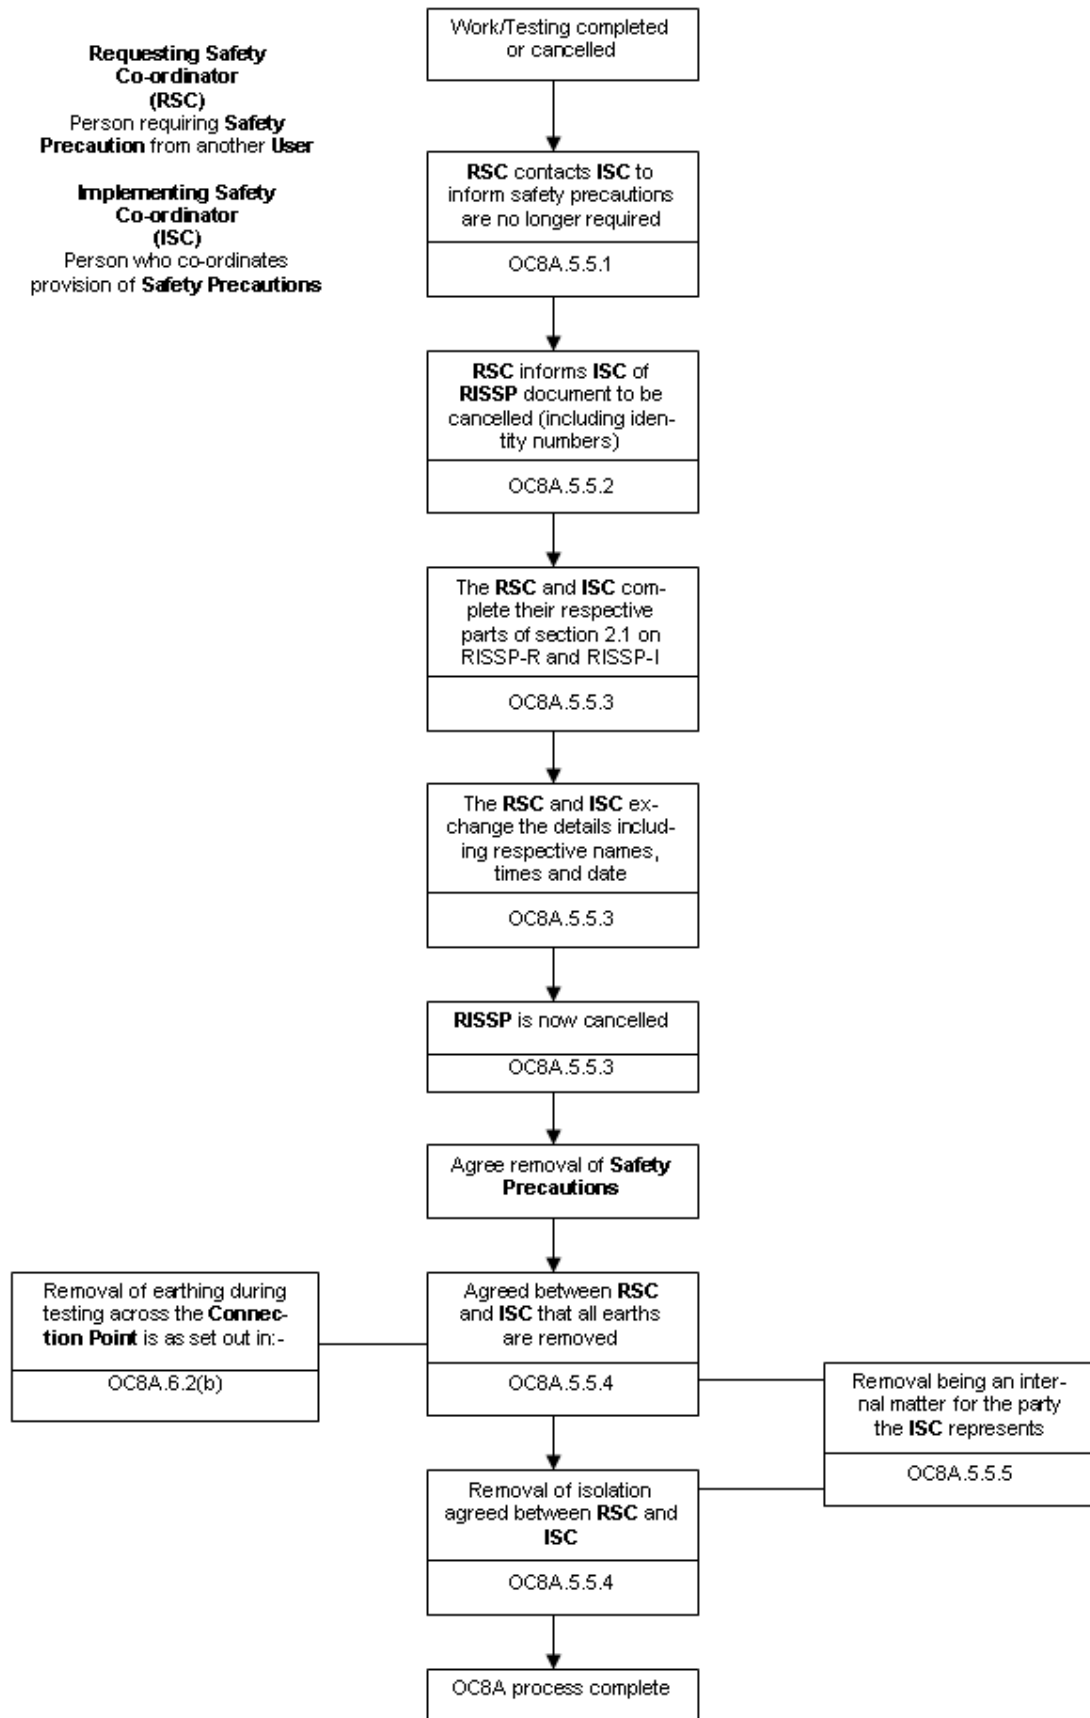 Requesting Safety
Co-ordinator
(RSC)
Person requiring Safety
Precaution from another User
Implementing Safety
Co-ordinator
(ISC)
Person who co-ordinates
provision of Safety Precautions
Work/Testing completed
or cancelled
RSC contacts ISC to
inform safety precautions
are no longer required
OC8A.5.5.1
RSC informs ISC of
RISSP document to be
cancelled (including iden-
tity numbers)
OC8A.5.5.2
The RSC and ISC com-
plete their respective
parts of section 2.1 on
RISSP-R and RISSP-I
OC8A.5.5.3
The RSC and ISC ex-
change the details includ-
ing respective names,
times and date
OC8A.5.5.3
RISSP is now cancelled
OC8A.5.5.3
Agree removal of Safety
Precautions
Removal of earthing during
testing across the Connec-
tion Point is as set out in:-
OC8A.6.2(b)
Agreed between RSC
and ISC that all earths
are removed
OC8A.5.5.4
Removal being an inter-
nal matter for the party
the ISC represents
OC8A.5.5.5
Removal of isolation
agreed between RSC and
ISC
OC8A.5.5.4
OC8A process complete